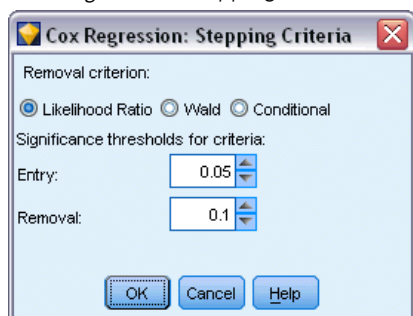 Cox Regression: Stepping Criteria
Removal criterion:
Likelihood Ratio Wald Conditional
Significance thresholds for criteria:
Entry: 0.05
Removal: 0.1
OK Cancel Help